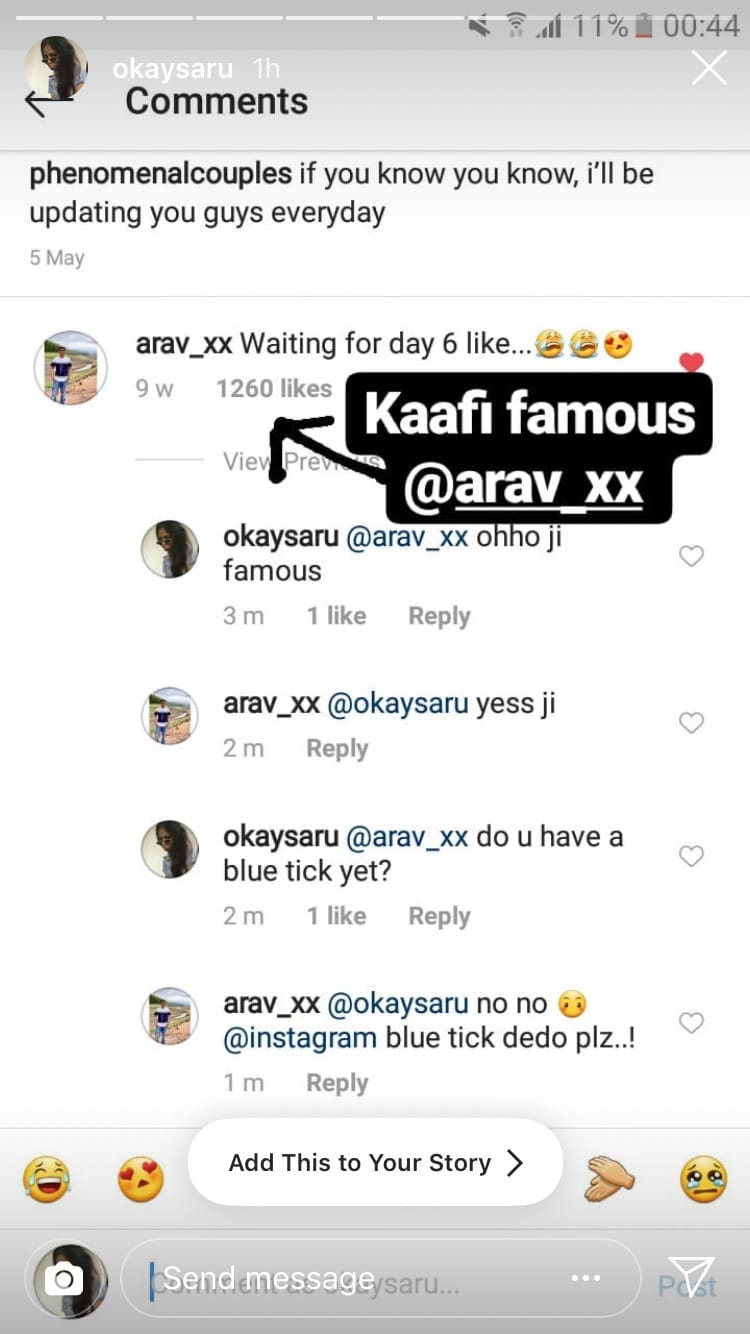 11% 00:44
okaysaru 1h
Comments
phenomenalcouples if you know you know, i'll be
updating you guys everyday
5 May
arav_xx Waiting for day 6 like...😭😭😍
9 w 1260 likes
Kaafi famous
@arav_xx
View Previous
okaysaru @arav_xx ohho ji
famous
3 m 1 like Reply
arav_xx @okaysaru yess ji
2 m Reply
okaysaru @arav_xx do u have a
blue tick yet?
2 m 1 like Reply
arav_xx @okaysaru no no
@instagram blue tick dedo plz..!
1 m Reply
Add This to Your Story
Send message
Comment as okaysaru...
Post